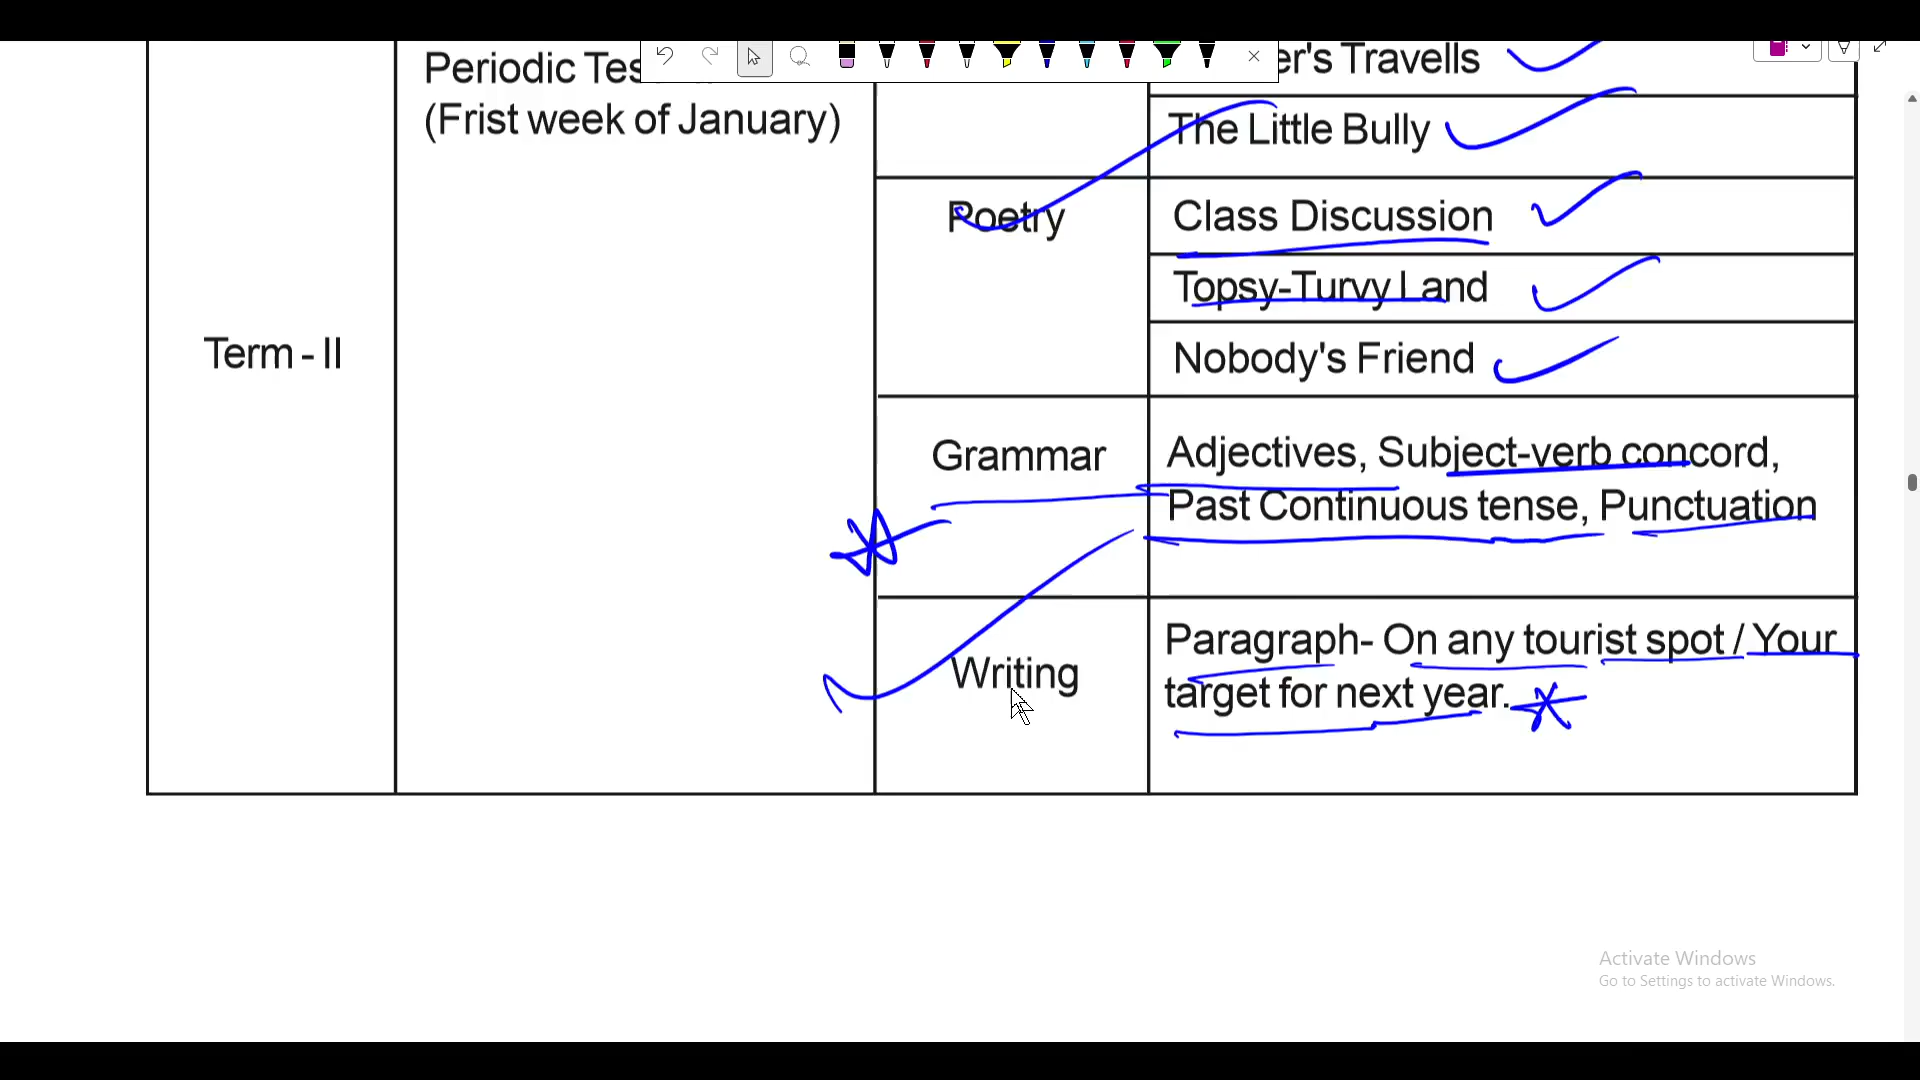 Periodic
(Frist week of January)
er's Travells
The Little Bully
Poetry
Class Discussion
Topsy-Turvy Land
Nobody's Friend
Term - II
Grammar
Adjectives, Subject-verb concord,
Past Continuous tense, Punctuation
Writing
Paragraph- On any tourist spot / Your
target for next year.
Activate Windows
Go to Settings to activate Windows.